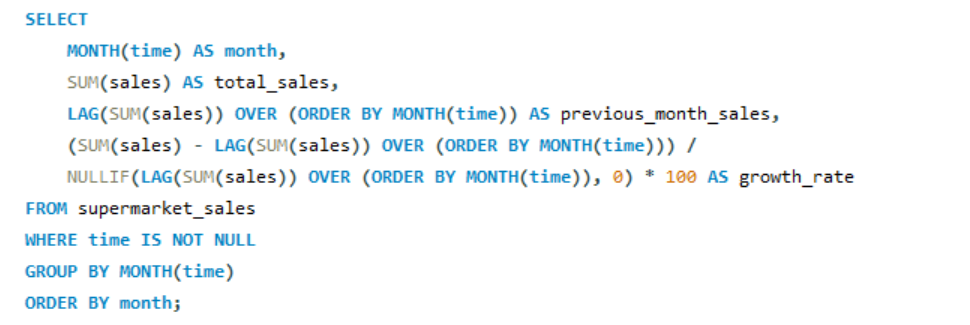 SELECT
    MONTH(time) AS month,
    SUM(sales) AS total_sales,
    LAG(SUM(sales)) OVER (ORDER BY MONTH(time)) AS previous_month_sales,
    (SUM(sales) - LAG(SUM(sales)) OVER (ORDER BY MONTH(time))) /
    NULLIF(LAG(SUM(sales)) OVER (ORDER BY MONTH(time)), 0) * 100 AS growth_rate
FROM supermarket_sales
WHERE time IS NOT NULL
GROUP BY MONTH(time)
ORDER BY month;